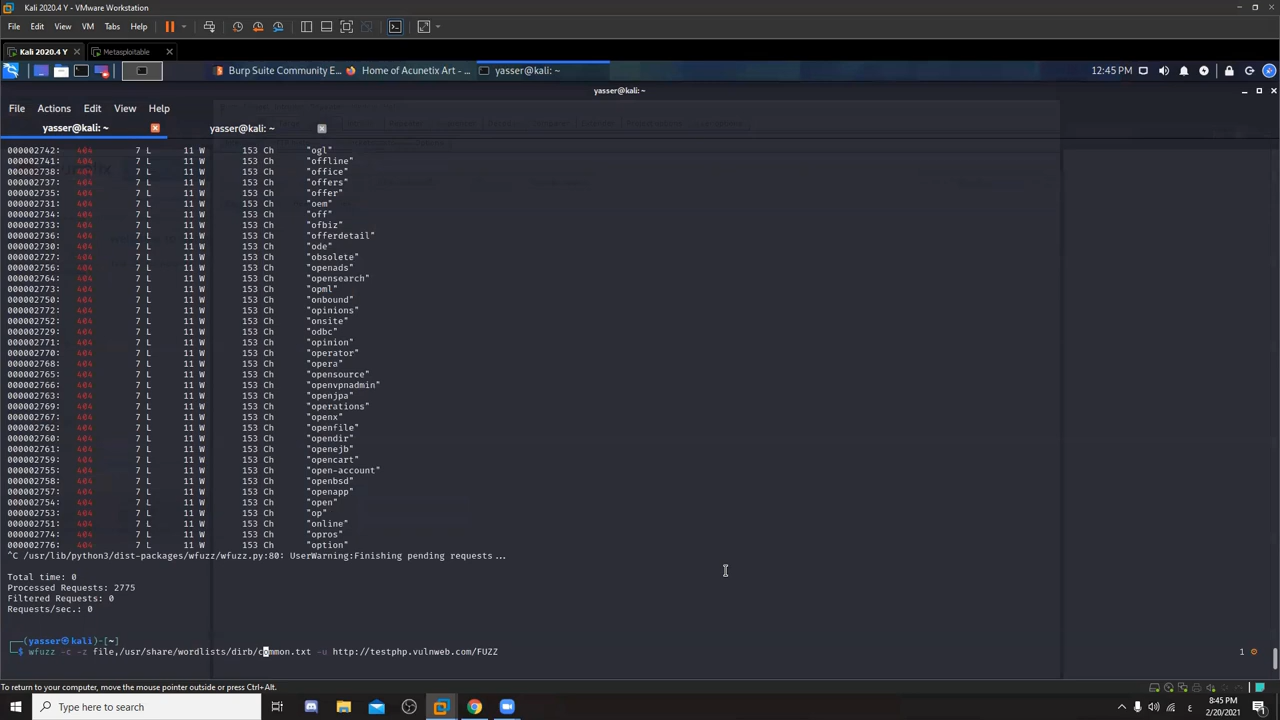 Kali 2020.4 Y - VMware Workstation
File Edit View VM Tabs Help
Kali 2020.4 Y Metasploitable
Burp Suite Community E... Home of Acunetix Art - ... yasser@kali: ~ 12:45 PM
yasser@kali: ~
File Actions Edit View Help
yasser@kali: ~ yasser@kali: ~
000002742: 404 7 L 11 W 153 Ch "ogl"
000002741: 404 7 L 11 W 153 Ch "offline"
000002738: 404 7 L 11 W 153 Ch "office"
000002737: 404 7 L 11 W 153 Ch "offers"
000002735: 404 7 L 11 W 153 Ch "offer"
000002731: 404 7 L 11 W 153 Ch "oem"
000002734: 404 7 L 11 W 153 Ch "off"
000002733: 404 7 L 11 W 153 Ch "ofbiz"
000002736: 404 7 L 11 W 153 Ch "offerdetail"
000002730: 404 7 L 11 W 153 Ch "ode"
000002727: 404 7 L 11 W 153 Ch "obsolete"
000002756: 404 7 L 11 W 153 Ch "openads"
000002764: 404 7 L 11 W 153 Ch "opensearch"
000002773: 404 7 L 11 W 153 Ch "opml"
000002750: 404 7 L 11 W 153 Ch "onbound"
000002772: 404 7 L 11 W 153 Ch "opinions"
000002752: 404 7 L 11 W 153 Ch "onsite"
000002729: 404 7 L 11 W 153 Ch "odbc"
000002771: 404 7 L 11 W 153 Ch "opinion"
000002770: 404 7 L 11 W 153 Ch "operator"
000002768: 404 7 L 11 W 153 Ch "opera"
000002765: 404 7 L 11 W 153 Ch "opensource"
000002766: 404 7 L 11 W 153 Ch "openvpnadmin"
000002763: 404 7 L 11 W 153 Ch "openjpa"
000002769: 404 7 L 11 W 153 Ch "operations"
000002767: 404 7 L 11 W 153 Ch "openx"
000002762: 404 7 L 11 W 153 Ch "openfile"
000002760: 404 7 L 11 W 153 Ch "opendir"
000002761: 404 7 L 11 W 153 Ch "openejb"
000002759: 404 7 L 11 W 153 Ch "opencart"
000002755: 404 7 L 11 W 153 Ch "open-account"
000002758: 404 7 L 11 W 153 Ch "openbsd"
000002757: 404 7 L 11 W 153 Ch "openapp"
000002754: 404 7 L 11 W 153 Ch "open"
000002753: 404 7 L 11 W 153 Ch "op"
000002751: 404 7 L 11 W 153 Ch "online"
000002774: 404 7 L 11 W 153 Ch "opros"
000002776: 404 7 L 11 W 153 Ch "option"
^C /usr/lib/python3/dist-packages/wfuzz/wfuzz.py:80: UserWarning:Finishing pending requests...
Total time: 0
Processed Requests: 2775
Filtered Requests: 0
Requests/sec.: 0
┌──(yasser㉿kali)-[~]
└─$ wfuzz -c -z file,/usr/share/wordlists/dirb/common.txt -u http://testphp.vulnweb.com/FUZZ 1
To return to your computer, move the mouse pointer outside or press Ctrl+Alt.
Type here to search
ع 8:45 PM
2/20/2021